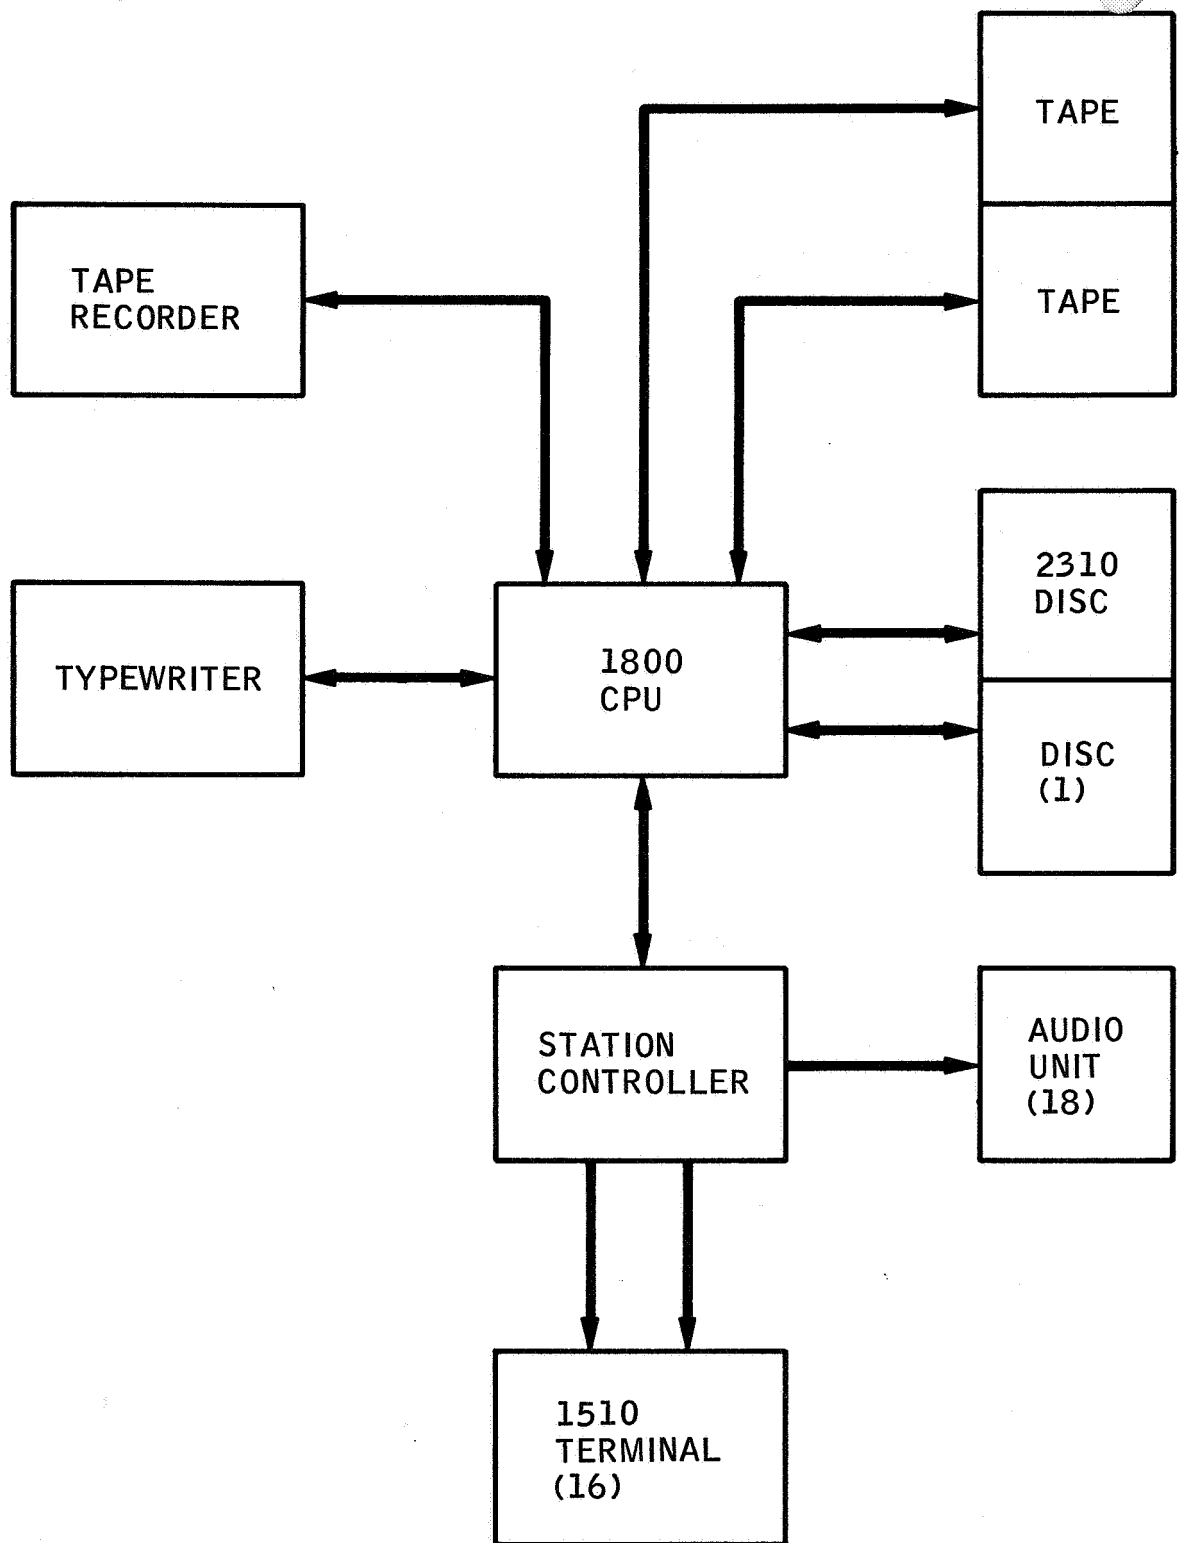 TAPE
TAPE
TAPE
RECORDER
2310
DISC
TYPEWRITER
1800
CPU
DISC
(1)
STATION
CONTROLLER
AUDIO
UNIT
(18)
1510
TERMINAL
(16)